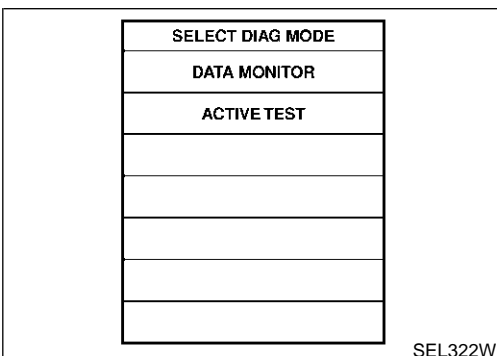 SELECT DIAG MODE
DATA MONITOR
ACTIVE TEST
SEL322W